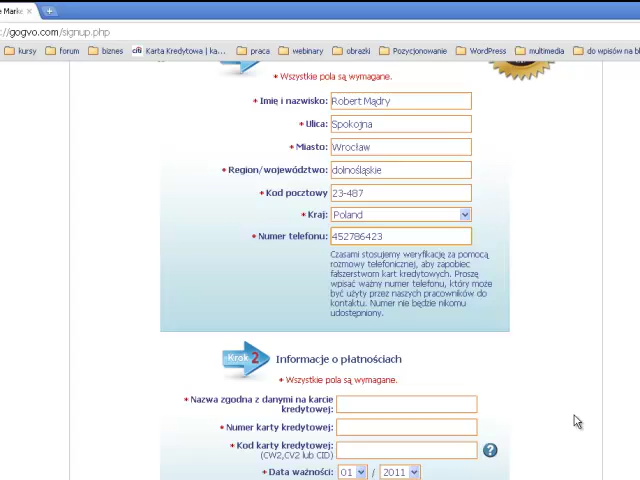 Marke
//gogvo.com/signup.php
kursy forum biznes citi Karta Kredytowej | ka... praca webinary obrazki Pozycjonowanie WordPress multimedia do wpisów na bl
* Wszystkie pola są wymagane.
* Imię i nazwisko: Robert Mądry
* Ulica: Spokojna
* Miasto: Wrocław
* Region/województwo: dolnośląskie
* Kod pocztowy 23-487
* Kraj: Poland
* Numer telefonu: 452786423
Czasami stosujemy weryfikację za pomocą
rozmowy telefonicznej, aby zapobiec
fałszerstwom kart kredytowych. Proszę
wpisać ważny numer telefonu, który może
być użyty przez naszych pracowników do
kontaktu. Numer nie będzie nikomu
udostępniony.
Krok 2 Informacje o płatnościach
* Wszystkie pola są wymagane.
* Nazwa zgodna z danymi na karcie
kredytowej:
* Numer karty kredytowej:
* Kod karty kredytowej:
(CW2,CV2 lub CID)
* Data ważności: 01 / 2011